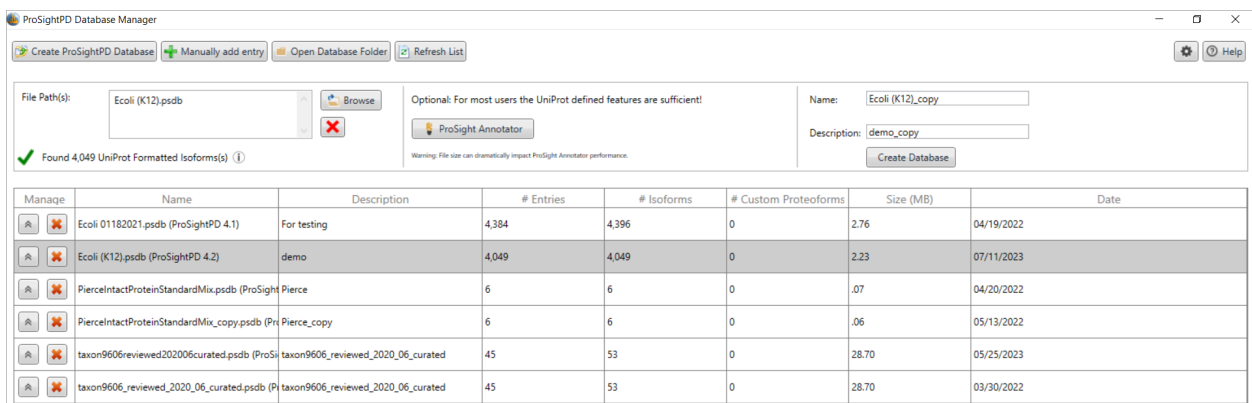 ProSightPD Database Manager
Create ProSightPD Database Manually add entry Open Database Folder Refresh List Help
File Path(s): Ecoli (K12).psdb Browse
Optional: For most users the UniProt defined features are sufficient!
ProSight Annotator
Warning: File size can dramatically impact ProSight Annotator performance.
Found 4,049 UniProt Formatted Isoforms(s)
Name: Ecoli (K12)_copy
Description: demo_copy
Create Database
Manage Name Description # Entries # Isoforms # Custom Proteoforms Size (MB) Date
Ecoli 01182021.psdb (ProSightPD 4.1) For testing 4,384 4,396 0 2.76 04/19/2022
Ecoli (K12).psdb (ProSightPD 4.2) demo 4,049 4,049 0 2.23 07/11/2023
PierceIntactProteinStandardMix.psdb (ProSight Pierce 6 6 0 .07 04/20/2022
PierceIntactProteinStandardMix_copy.psdb (Pro Pierce_copy 6 6 0 .06 05/13/2022
taxon9606reviewed202006curated.psdb (ProSi taxon9606_reviewed_2020_06_curated 45 53 0 28.70 05/25/2023
taxon9606_reviewed_2020_06_curated.psdb (P taxon9606_reviewed_2020_06_curated 45 53 0 28.70 03/30/2022